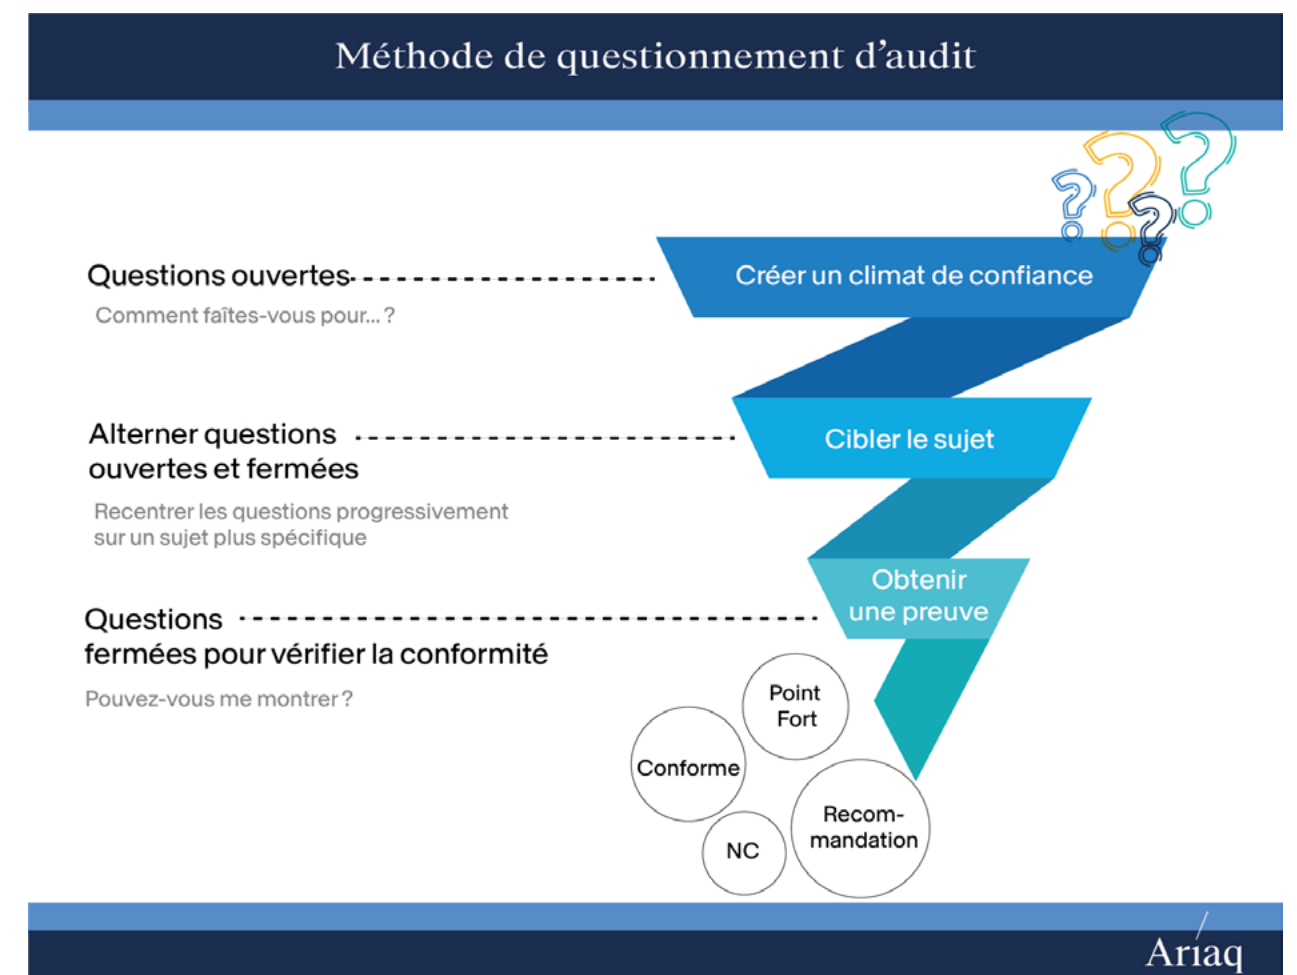 Méthode de questionnement d'audit
Questions ouvertes
Comment faîtes-vous pour... ?
Créer un climat de confiance
Alterner questions
ouvertes et fermées
Recentrer les questions progressivement
sur un sujet plus spécifique
Cibler le sujet
Questions
fermées pour vérifier la conformité
Pouvez-vous me montrer ?
Obtenir
une preuve
Point
Fort
Conforme
NC
Recom-
mandation
Ariaq